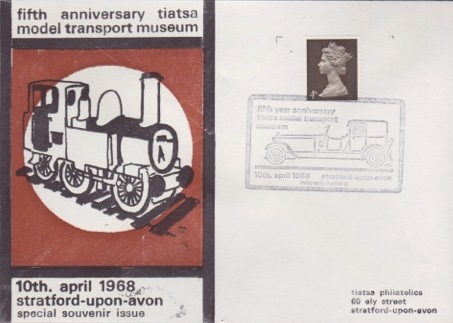 fifth anniversary tiatsa
model transport museum
10th. april 1968
stratford-upon-avon
special souvenir issue
4D
fifth year anniversary
tiatsa model transport
museum
10th. april 1968 stratford-upon-avon
warwickshire
tiatsa philatelics
60 ely street
stratford-upon-avon